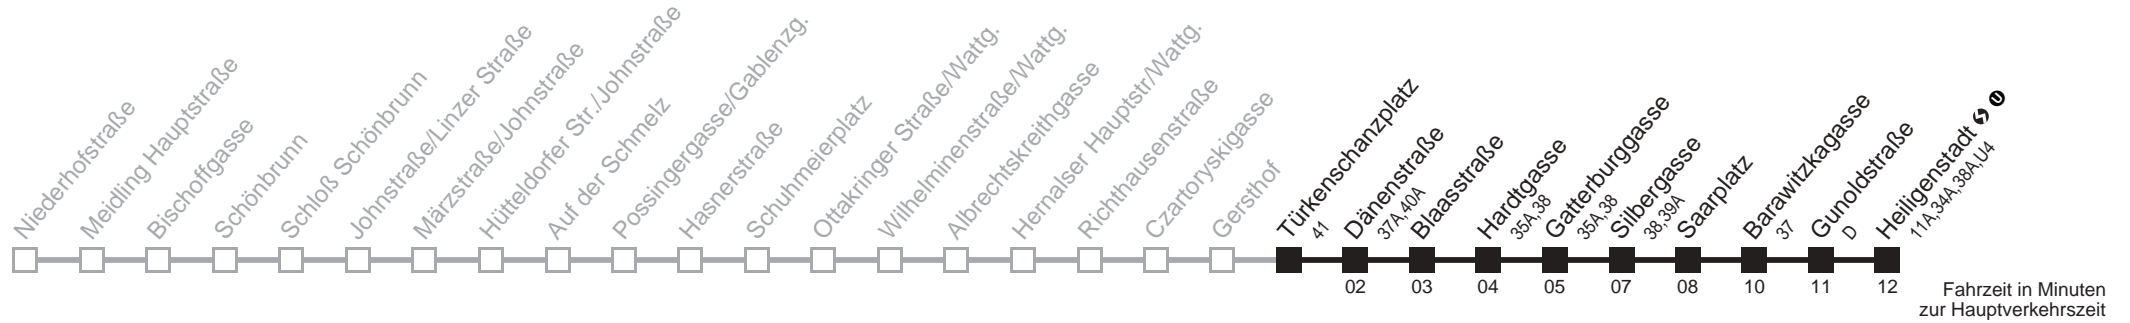 Niederhofstraße
Meidling Hauptstraße
Bischoffgasse
Schönbrunn
Schloß Schönbrunn
Johnstraße/Linzer Straße
Märzstraße/Johnstraße
Hütteldorfer Str./Johnstraße
Auf der Schmelz
Possingergasse/Gablenzg.
Hasnerstraße
Schuhmeierplatz
Ottakringer Straße/Wattg.
Wilhelminenstraße/Wattg.
Albrechtskreithgasse
Hernalser Hauptstr/Wattg.
Richthausenstraße
Czartoryskigasse
Gersthof
Türkenschanzplatz
41
Dänenstraße
37A,40A
Blaasstraße
Hardtgasse
35A,38
Gatterburggasse
35A,38
Silbergasse
38,39A
Saarplatz
Barawitzkagasse
37
Gunoldstraße
D
Heiligenstadt S U
11A,34A,38A,U4
02 03 04 05 07 08 10 11 12
Fahrzeit in Minuten
zur Hauptverkehrszeit